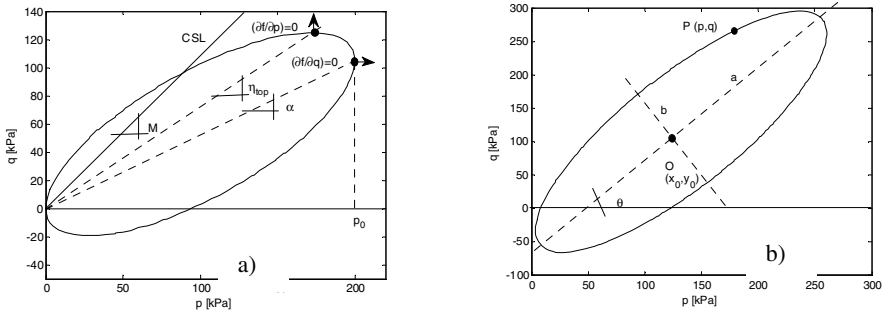 140
120
100
80
60
40
20
0
-20
-40
q [kPa]
0 50 100 150 200
p [kPa]
CSL
(∂f/∂p)=0
(∂f/∂q)=0
η_top
α
M
p_0
a)
300
250
200
150
100
50
0
-50
-100
q [kPa]
0 50 100 150 200 250 300
p [kPa]
P (p,q)
a
b
O
(x_0,y_0)
θ
b)